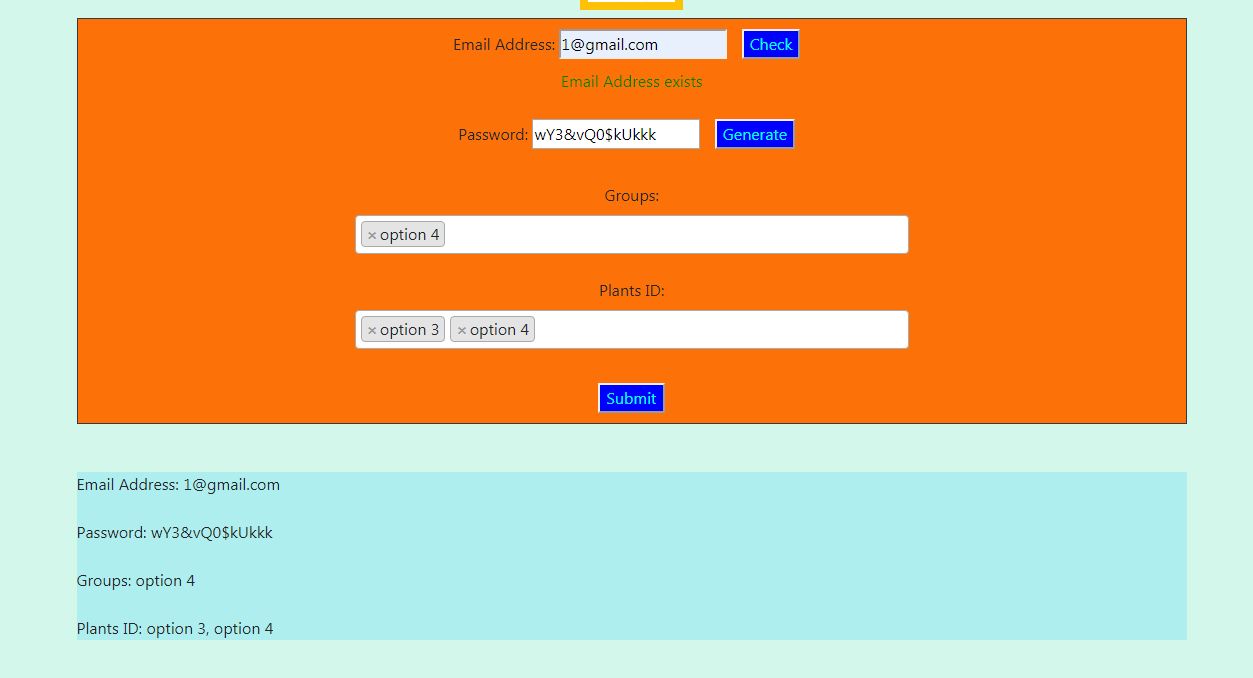 Email Address: 1@gmail.com Check
Email Address exists
Password: wY3&vQ0$kUkkk Generate
Groups:
×option 4
Plants ID:
×option 3 ×option 4
Submit
Email Address: 1@gmail.com
Password: wY3&vQ0$kUkkk
Groups: option 4
Plants ID: option 3, option 4